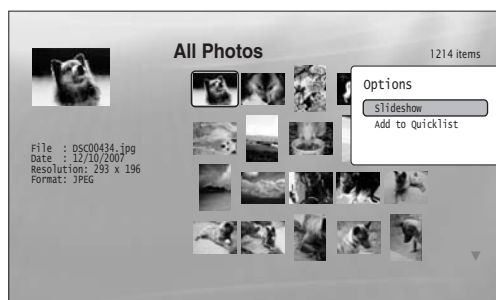 All Photos
1214 items
Options
Slideshow
Add to Quicklist
File : DSC00434.jpg
Date : 12/10/2007
Resolution: 293 x 196
Format: JPEG